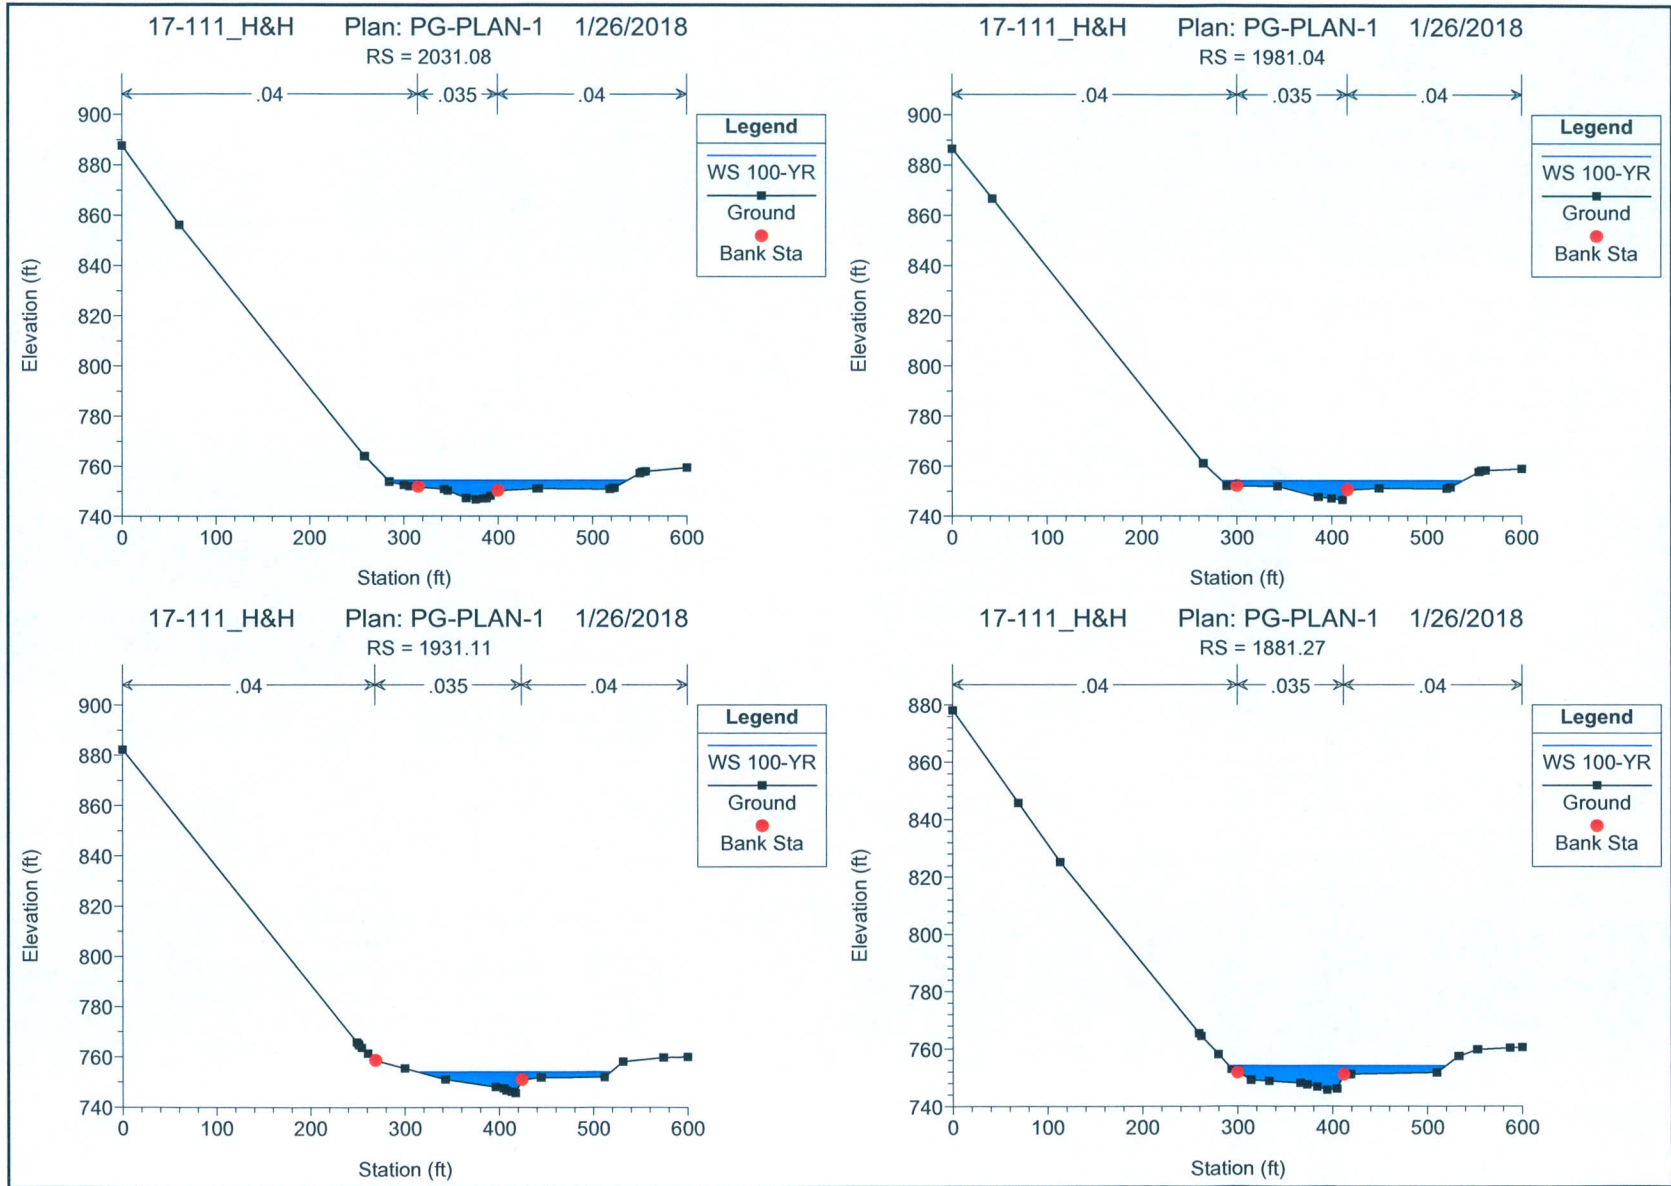 17-111_H&H Plan: PG-PLAN-1 1/26/2018
RS = 2031.08
.04 .035 .04
900
880
860
840
820
800
780
760
740
0 100 200 300 400 500 600
Elevation (ft)
Station (ft)
Legend
WS 100-YR
Ground
Bank Sta
17-111_H&H Plan: PG-PLAN-1 1/26/2018
RS = 1981.04
.04 .035 .04
900
880
860
840
820
800
780
760
740
0 100 200 300 400 500 600
Elevation (ft)
Station (ft)
Legend
WS 100-YR
Ground
Bank Sta
17-111_H&H Plan: PG-PLAN-1 1/26/2018
RS = 1931.11
.04 .035 .04
900
880
860
840
820
800
780
760
740
0 100 200 300 400 500 600
Elevation (ft)
Station (ft)
Legend
WS 100-YR
Ground
Bank Sta
17-111_H&H Plan: PG-PLAN-1 1/26/2018
RS = 1881.27
.04 .035 .04
880
860
840
820
800
780
760
740
0 100 200 300 400 500 600
Elevation (ft)
Station (ft)
Legend
WS 100-YR
Ground
Bank Sta